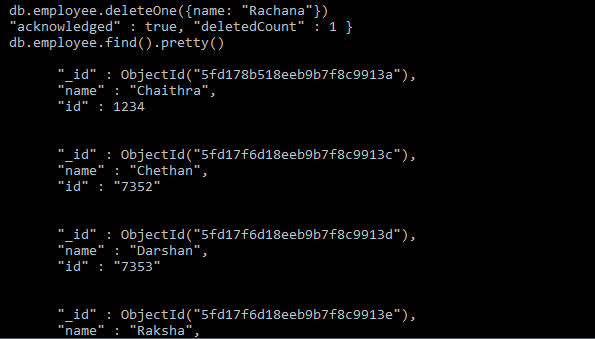 db.employee.deleteOne({name: "Rachana"})
"acknowledged" : true, "deletedCount" : 1 }
db.employee.find().pretty()
"_id" : ObjectId("5fd178b518eeb9b7f8c9913a"),
"name" : "Chaithra",
"id" : 1234
"_id" : ObjectId("5fd17f6d18eeb9b7f8c9913c"),
"name" : "Chethan",
"id" : "7352"
"_id" : ObjectId("5fd17f6d18eeb9b7f8c9913d"),
"name" : "Darshan",
"id" : "7353"
"_id" : ObjectId("5fd17f6d18eeb9b7f8c9913e"),
"name" : "Raksha",